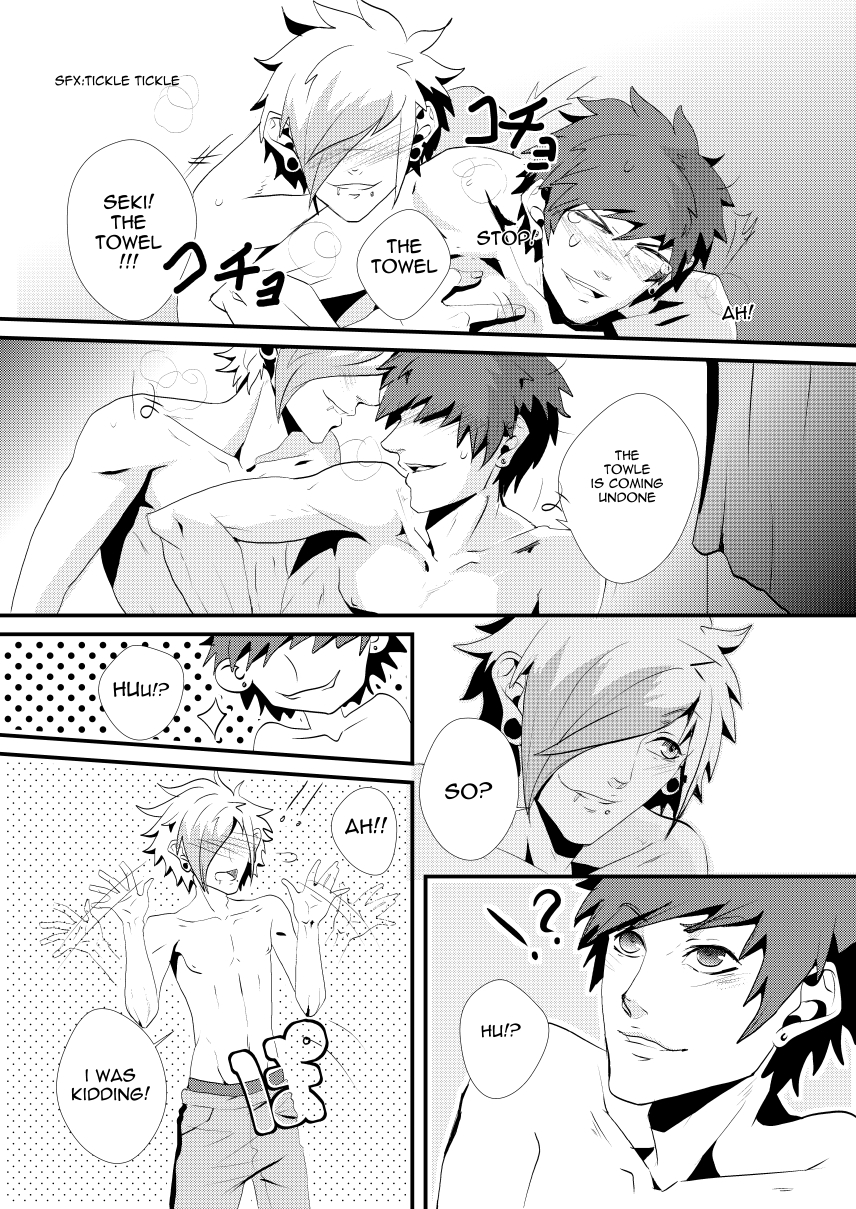 SFX:TICKLE TICKLE
コチョ
SEKI!
THE
TOWEL
!!!
コチョ
THE
TOWEL
STOP!
AH!
THE
TOWLE
IS COMING
UNDONE
HUu!?
SO?
AH!!
I WAS
KIDDING!
?
HU!?